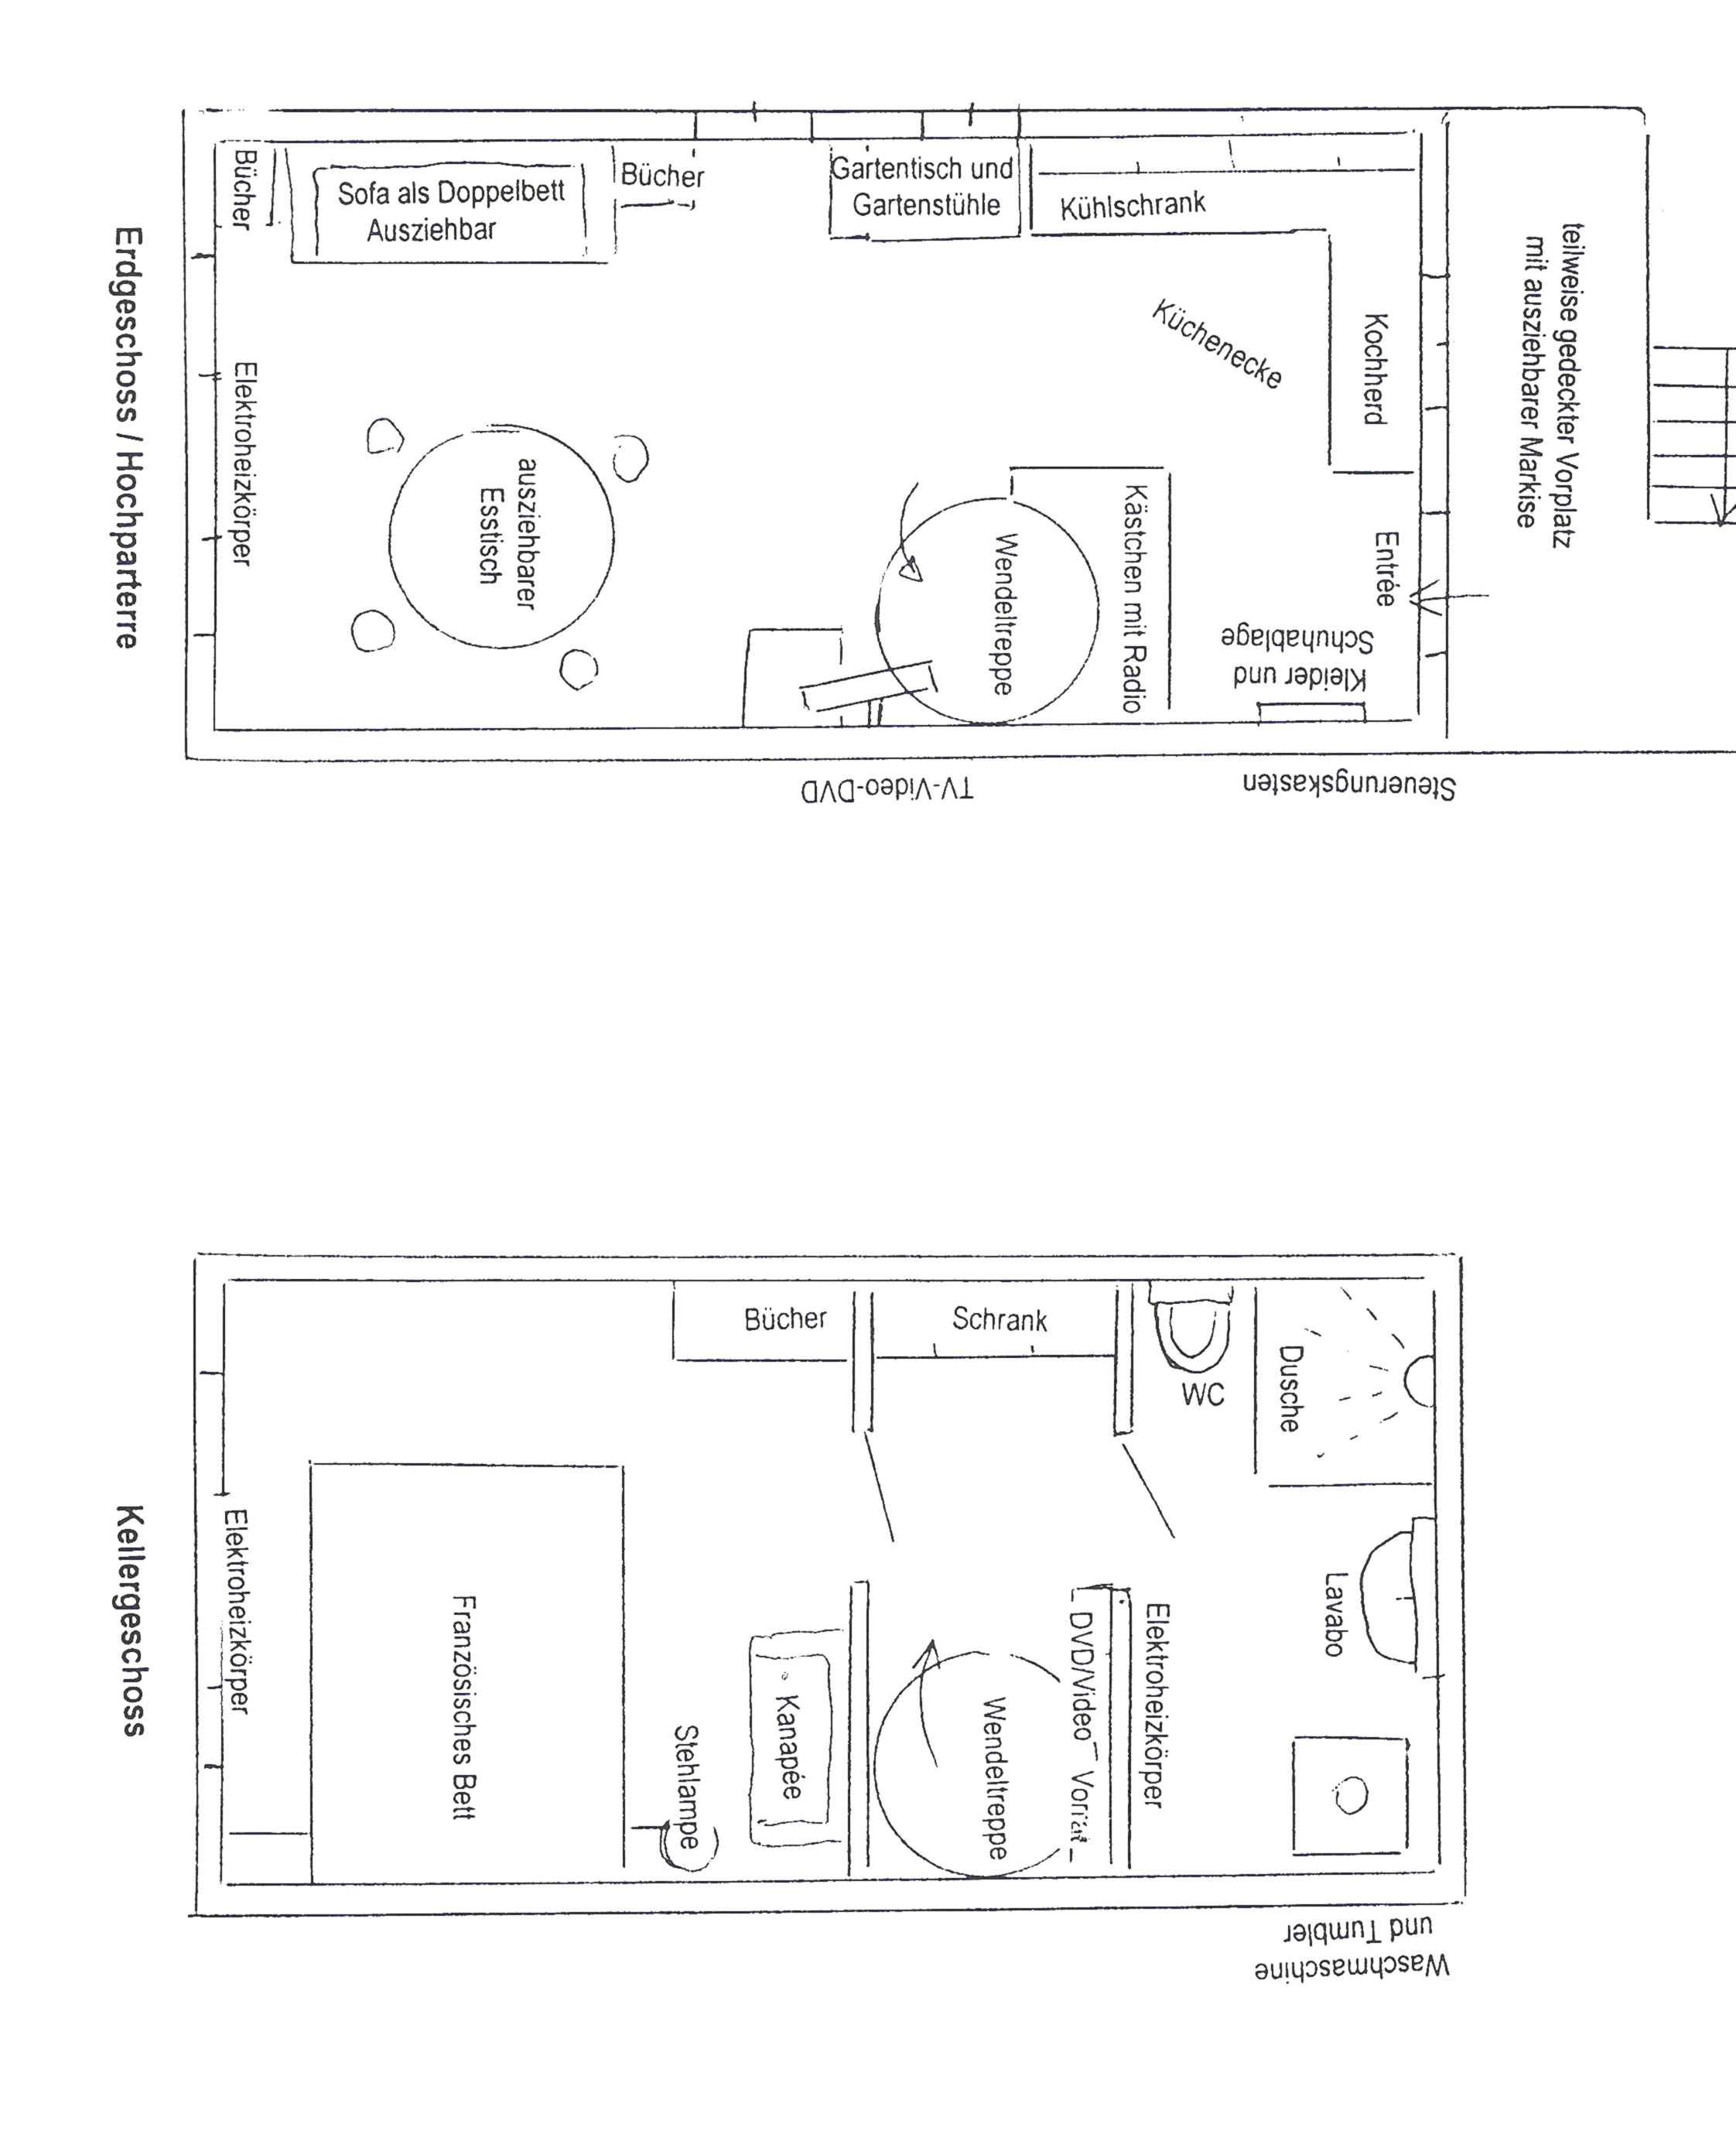 Erdgeschoss / Hochparterre
Bücher
Sofa als Doppelbett
Ausziehbar
Bücher
Gartentisch und
Gartenstühle
Kühlschrank
Kochherd
Küchenecke
teilweise gedeckter Vorplatz
mit ausziehbarer Markise
Elektroheizkörper
ausziehbarer
Esstisch
Wendeltreppe
Kästchen mit Radio
Entrée
Kleider und
Schuhablage
TV-Video-DVD
Steuerungskasten
Kellergeschoss
Bücher
Schrank
WC
Dusche
Elektroheizkörper
Französisches Bett
Stehlampe
Kanapée
Wendeltreppe
DVD/Video
Vorrat
Elektroheizkörper
Lavabo
Waschmaschine
und Tumbler